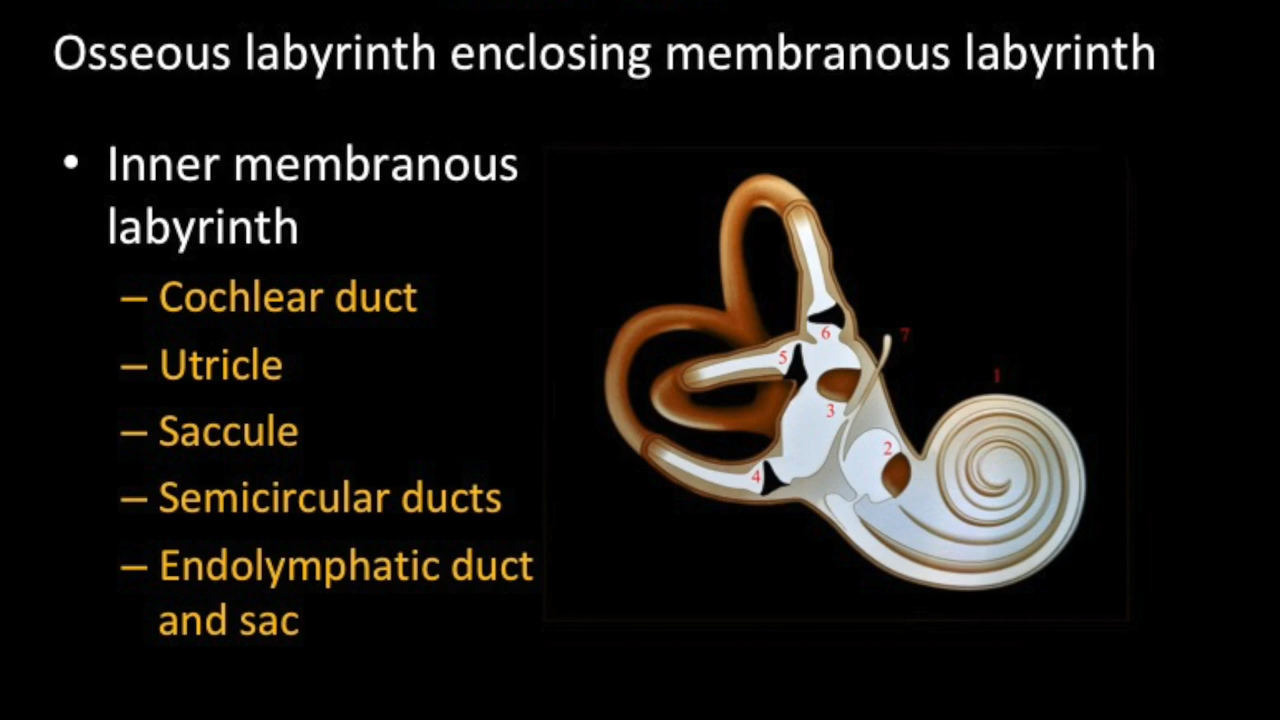 Osseous labyrinth enclosing membranous labyrinth
• Inner membranous
labyrinth
– Cochlear duct
– Utricle
– Saccule
– Semicircular ducts
– Endolymphatic duct
and sac
6
7
5
1
3
2
4